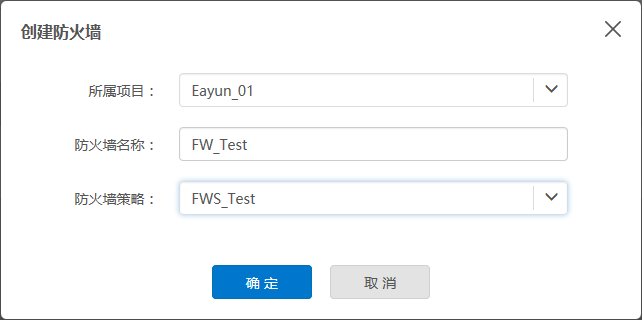 创建防火墙
所属项目： Eayun_01
防火墙名称： FW_Test
防火墙策略： FWS_Test
确 定 取 消